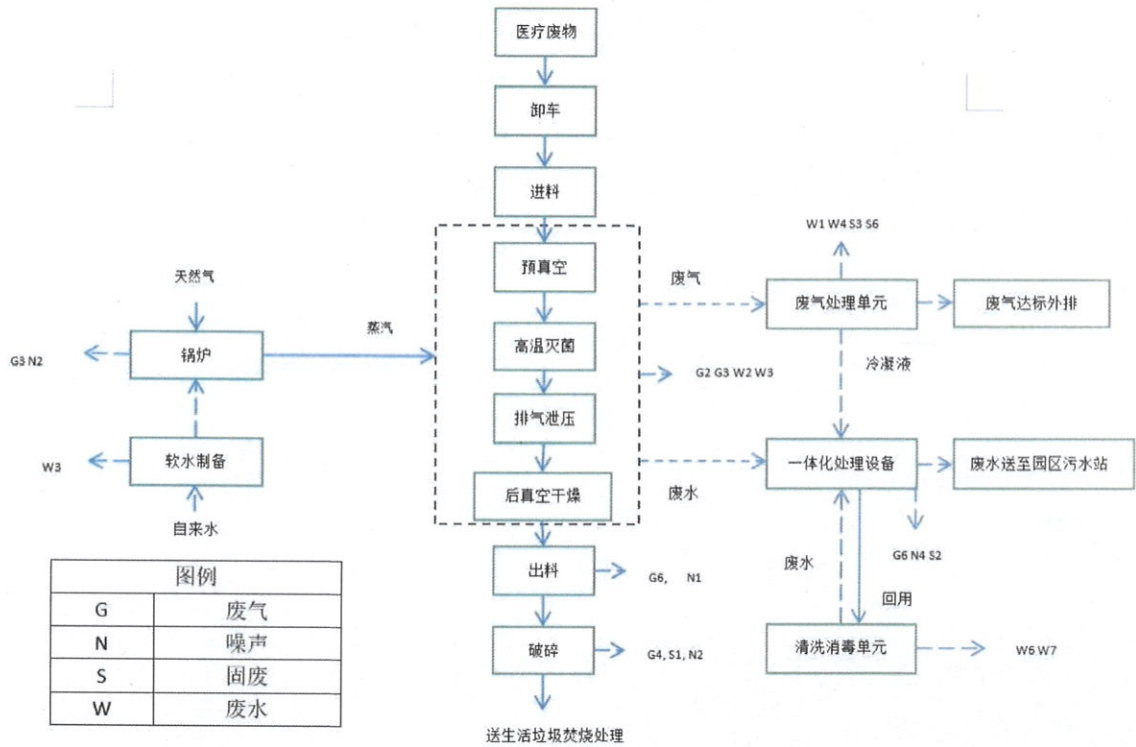 医疗废物
卸车
进料
W1 W4 S3 S6
预真空
废气
废气处理单元
废气达标外排
天然气
蒸汽
锅炉
G3 N2
高温灭菌
G2 G3 W2 W3
冷凝液
排气泄压
软水制备
W3
一体化处理设备
废水送至园区污水站
后真空干燥
废水
自来水
G6 N4 S2
出料
G6, N1
废水
回用
破碎
G4, S1, N2
清洗消毒单元
W6 W7
送生活垃圾焚烧处理
图例
G 废气
N 噪声
S 固废
W 废水